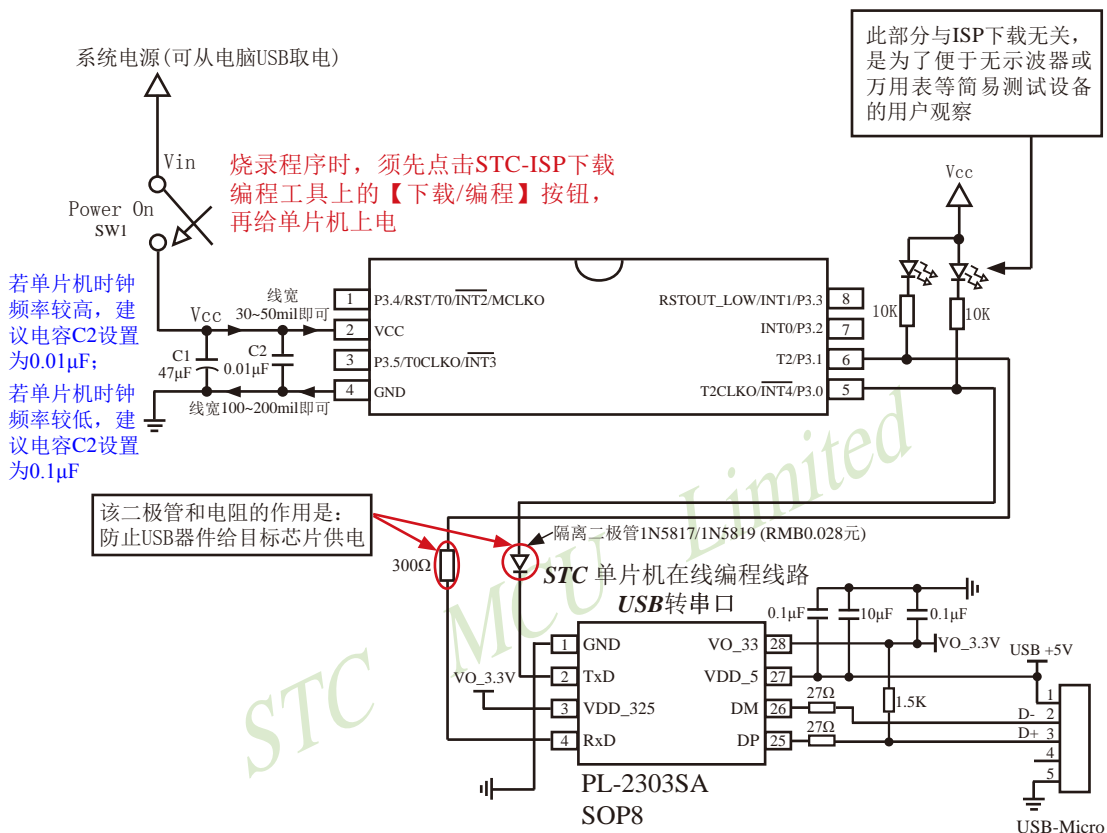 系统电源(可从电脑USB取电)
此部分与ISP下载无关，
是为了便于无示波器或
万用表等简易测试设备
的用户观察
Vin
Power On
SW1
烧录程序时，须先点击STC-ISP下载
编程工具上的【下载/编程】按钮，
再给单片机上电
Vcc
10K
10K
若单片机时钟
频率较高，建
议电容C2设置
为0.01μF；
若单片机时钟
频率较低，建
议电容C2设置
为0.1μF
Vcc
线宽
30~50mil即可
C1
47μF
C2
0.01μF
线宽100~200mil即可
1 P3.4/RST/T0/INT2/MCLKO
2 VCC
3 P3.5/T0CLKO/INT3
4 GND
RSTOUT_LOW/INT1/P3.3 8
INT0/P3.2 7
T2/P3.1 6
T2CLKO/INT4/P3.0 5
该二极管和电阻的作用是：
防止USB器件给目标芯片供电
300Ω
隔离二极管1N5817/1N5819 (RMB0.028元)
STC 单片机在线编程线路
USB转串口
0.1μF
10μF
0.1μF
1 GND
2 TxD
3 VDD_325
4 RxD
VO_33 28
VDD_5 27
DM 26
DP 25
VO_3.3V
VO_3.3V
USB +5V
27Ω
27Ω
1.5K
D-
D+
1
2
3
4
5
PL-2303SA
SOP8
USB-Micro
STC MCU Limited